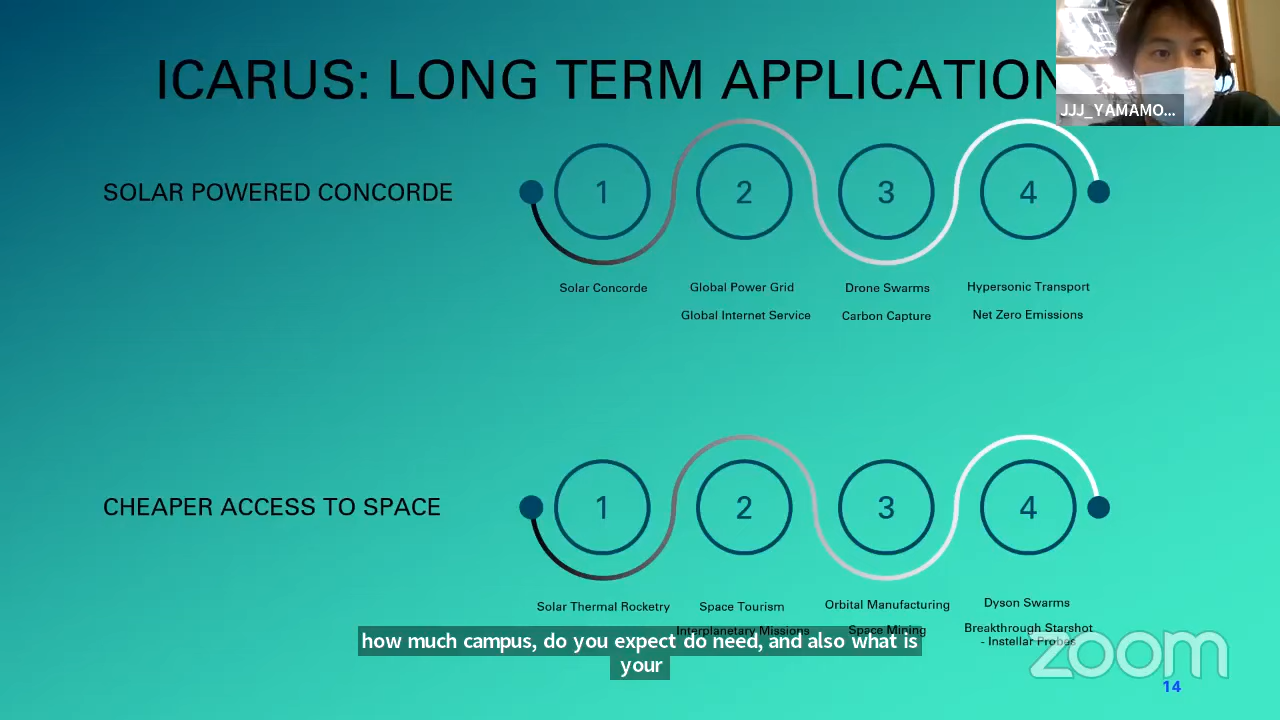 ICARUS: LONG TERM APPLICATION
JJJ_YAMAMO...
SOLAR POWERED CONCORDE
1
2
3
4
Solar Concorde
Global Power Grid
Drone Swarms
Hypersonic Transport
Global Internet Service
Carbon Capture
Net Zero Emissions
CHEAPER ACCESS TO SPACE
1
2
3
4
Solar Thermal Rocketry
Space Tourism
Orbital Manufacturing
Dyson Swarms
Interplanetary Missions
Space Mining
Breakthrough Starshot
- Instellar Probes
how much campus, do you expect do need, and also what is
your
zoom
14